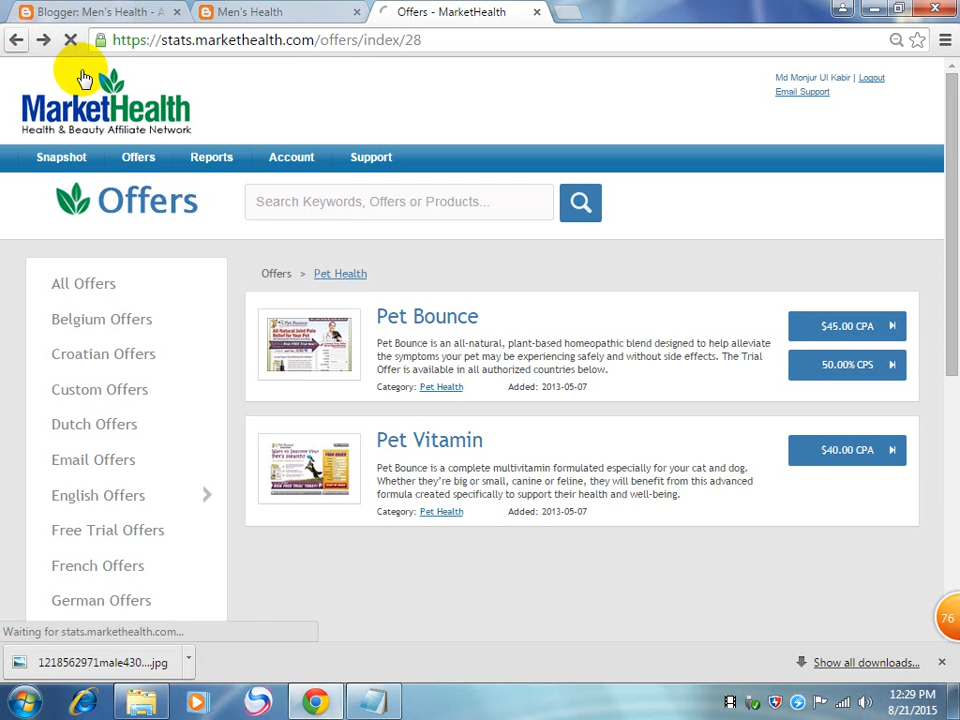 Blogger: Men's Health - A
Men's Health
Offers - MarketHealth
https://stats.markethealth.com/offers/index/28
MarketHealth
Health & Beauty Affiliate Network
Md Monjur Ul Kabir | Logout
Email Support
Snapshot Offers Reports Account Support
Offers
Search Keywords, Offers or Products...
All Offers
Belgium Offers
Croatian Offers
Custom Offers
Dutch Offers
Email Offers
English Offers
Free Trial Offers
French Offers
German Offers
Offers > Pet Health
Pet Bounce
Pet Bounce is an all-natural, plant-based homeopathic blend designed to help alleviate
the symptoms your pet may be experiencing safely and without side effects. The Trial
Offer is available in all authorized countries below.
Category: Pet Health Added: 2013-05-07
$45.00 CPA
50.00% CPS
Pet Vitamin
Pet Bounce is a complete multivitamin formulated especially for your cat and dog.
Whether they're big or small, canine or feline, they will benefit from this advanced
formula created specifically to support their health and well-being.
Category: Pet Health Added: 2013-05-07
$40.00 CPA
76
Waiting for stats.markethealth.com...
1218562971male430....jpg
Show all downloads...
12:29 PM
8/21/2015